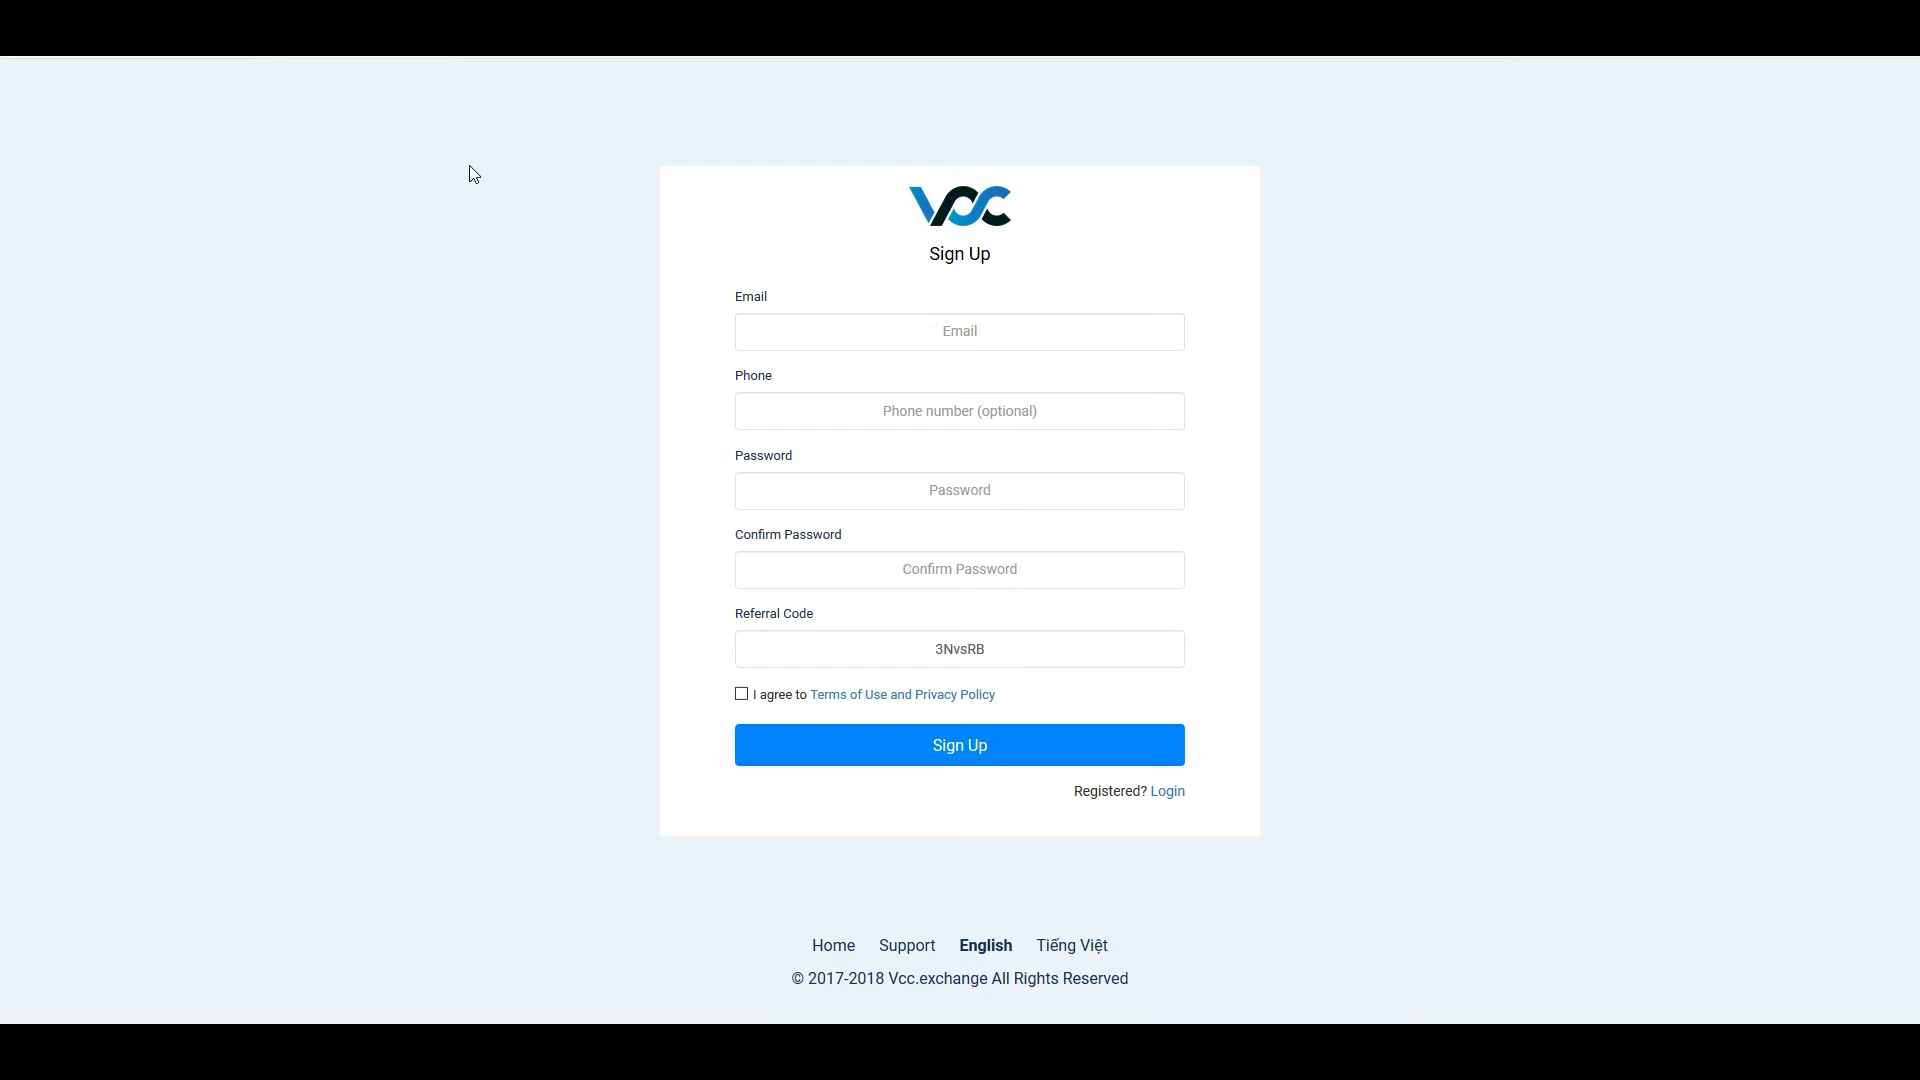 VCC
Sign Up
Email
Email
Phone
Phone number (optional)
Password
Password
Confirm Password
Confirm Password
Referral Code
3NvsRB
I agree to Terms of Use and Privacy Policy
Sign Up
Registered? Login
Home Support English Tiếng Việt
© 2017-2018 Vcc.exchange All Rights Reserved